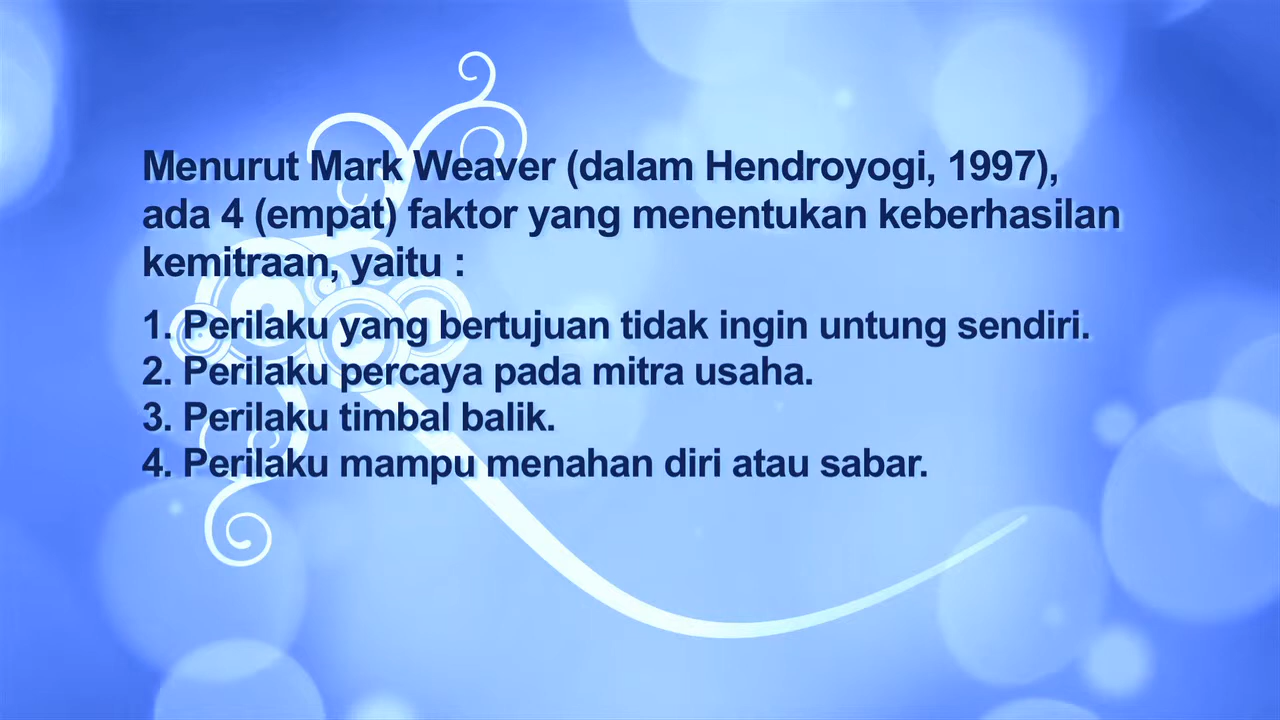 Menurut Mark Weaver (dalam Hendroyogi, 1997),
ada 4 (empat) faktor yang menentukan keberhasilan
kemitraan, yaitu :
1. Perilaku yang bertujuan tidak ingin untung sendiri.
2. Perilaku percaya pada mitra usaha.
3. Perilaku timbal balik.
4. Perilaku mampu menahan diri atau sabar.